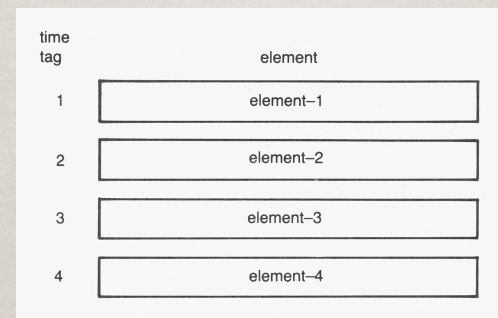 time
tag element
1 element–1
2 element–2
3 element–3
4 element–4